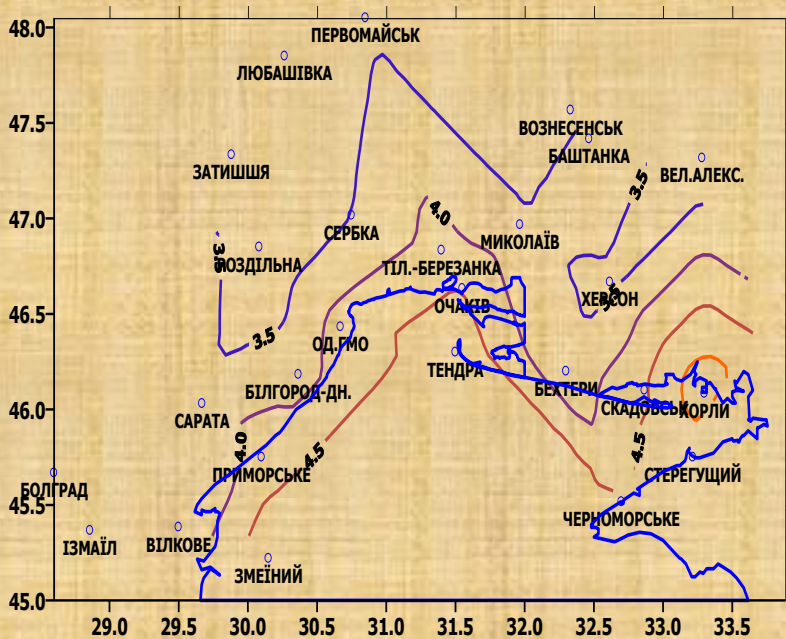 48.0
ПЕРВОМАЙСЬК
ЛЮБАШІВКА
47.5
ВОЗНЕСЕНСЬК
БАШТАНКА
ЗАТИШШЯ
ВЕЛ.АЛЕКС.
3.5
4.0
47.0
СЕРБКА
МИКОЛАЇВ
3.5
РОЗДІЛЬНА
ТІЛ.-БЕРЕЗАНКА
46.5
ОЧАКІВ
ХЕРСОН
3.5
3.5
ОД.ГМО
ТЕНДРА
БІЛГОРОД-ДН.
БЕХТЕРИ
46.0
САРАТА
СКАДОВСЬК
ХОРЛИ
4.0
4.5
4.5
ПРИМОРСЬКЕ
СТЕРЕГУЩИЙ
45.5
БОЛГРАД
ІЗМАЇЛ
ВІЛКОВЕ
ЧЕРНОМОРСЬКЕ
ЗМЕЇНИЙ
45.0
29.0 29.5 30.0 30.5 31.0 31.5 32.0 32.5 33.0 33.5